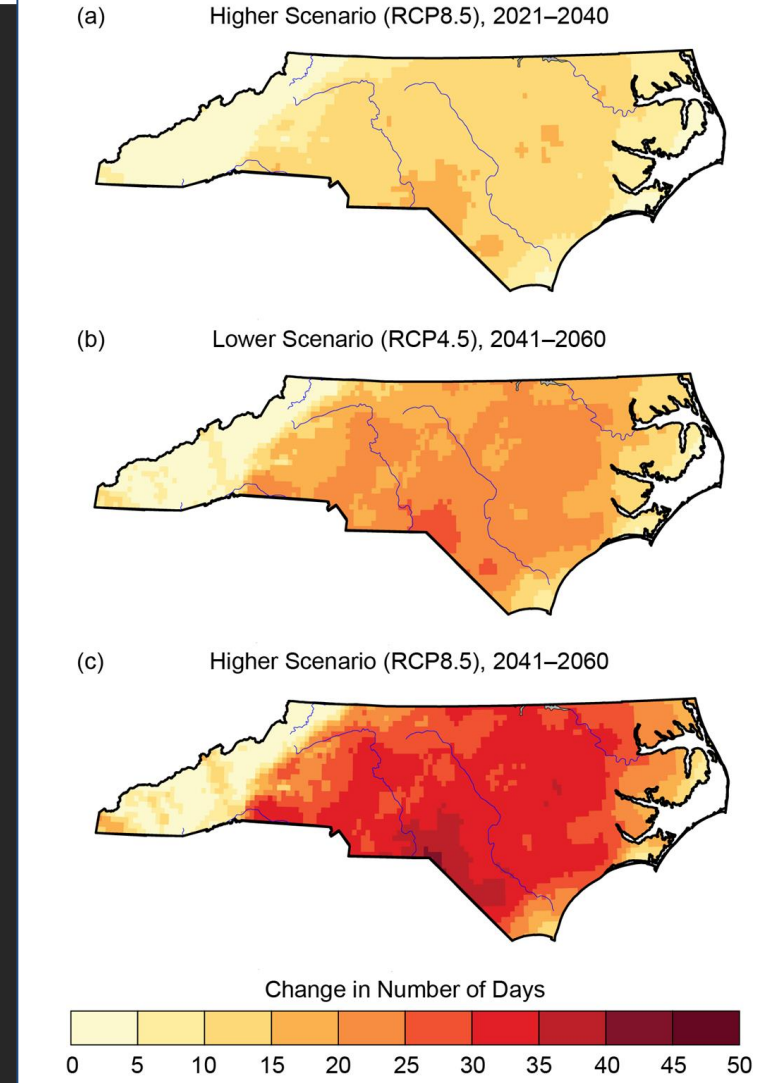 (a) Higher Scenario (RCP8.5), 2021–2040
(b) Lower Scenario (RCP4.5), 2041–2060
(c) Higher Scenario (RCP8.5), 2041–2060
Change in Number of Days
0 5 10 15 20 25 30 35 40 45 50